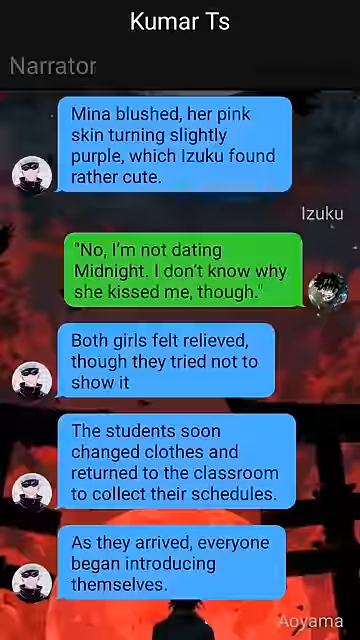 Kumar Ts
Narrator
Mina blushed, her pink
skin turning slightly
purple, which Izuku found
rather cute.
Izuku
"No, I’m not dating
Midnight. I don’t know why
she kissed me, though."
Both girls felt relieved,
though they tried not to
show it
The students soon
changed clothes and
returned to the classroom
to collect their schedules.
As they arrived, everyone
began introducing
themselves.
Aoyama